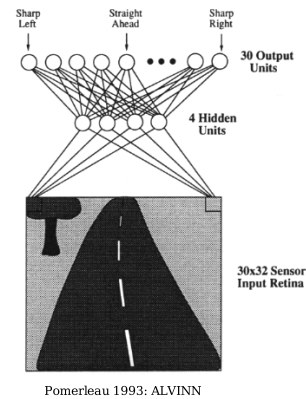 Sharp
Left
Straight
Ahead
Sharp
Right
30 Output
Units
4 Hidden
Units
30x32 Sensor
Input Retina
Pomerleau 1993: ALVINN